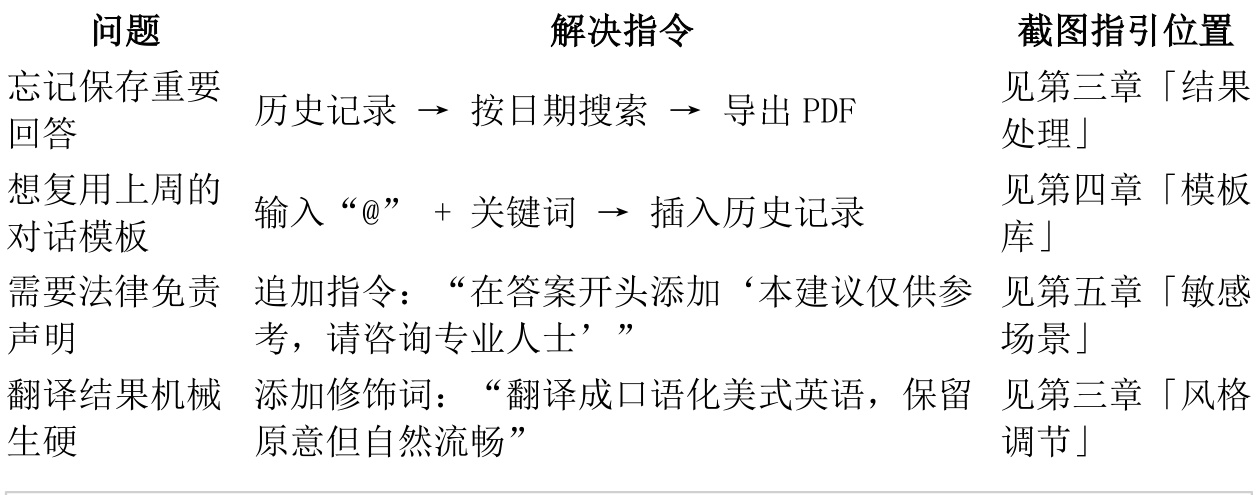 问题 解决指令 截图指引位置
忘记保存重要 历史记录 → 按日期搜索 → 导出 PDF 见第三章「结果
回答 处理」
想复用上周的 输入“@” + 关键词 → 插入历史记录 见第四章「模板
对话模板 库」
需要法律免责 追加指令：“在答案开头添加‘本建议仅供参 见第五章「敏感
声明 考，请咨询专业人士’” 场景」
翻译结果机械 添加修饰词：“翻译成口语化美式英语，保留 见第三章「风格
生硬 原意但自然流畅” 调节」